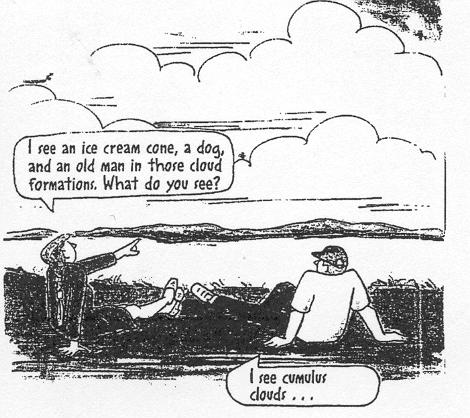 I see an ice cream cone, a dog,
and an old man in those cloud
formations. What do you see?
I see cumulus
clouds . . .